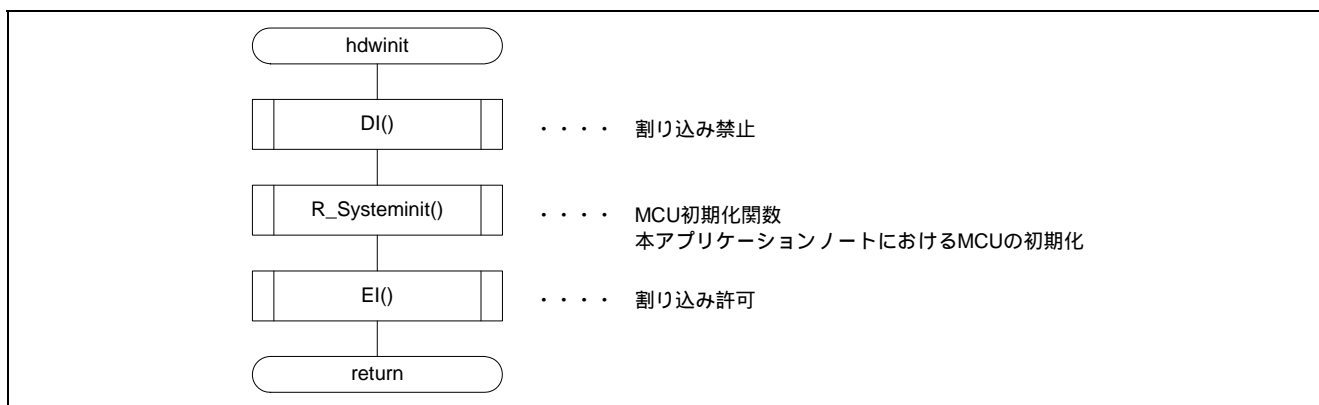 hdwinit
DI() ・・・・ 割り込み禁止
R_Systeminit() ・・・・ MCU初期化関数
本アプリケーションノートにおけるMCUの初期化
EI() ・・・・ 割り込み許可
return